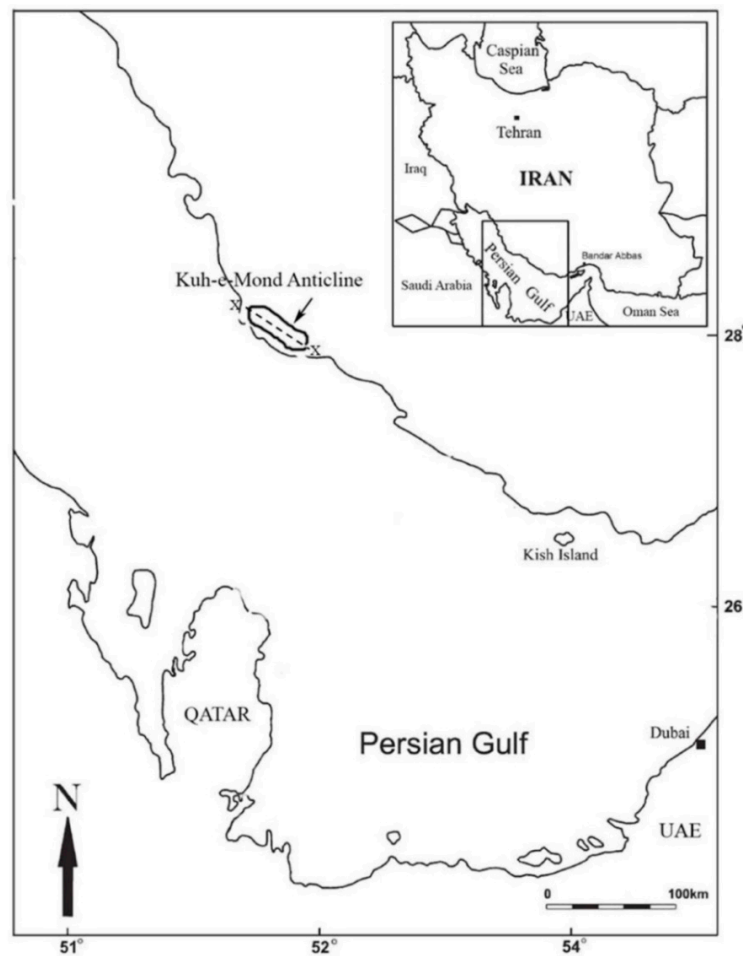 Caspian
Sea
Tehran
Iraq
IRAN
Bandar Abbas
Persian Gulf
Saudi Arabia
UAE
Oman Sea
Kuh-e-Mond Anticline
X
X
28
Kish Island
26
QATAR
Persian Gulf
Dubai
N
UAE
0 100km
51° 52° 54°